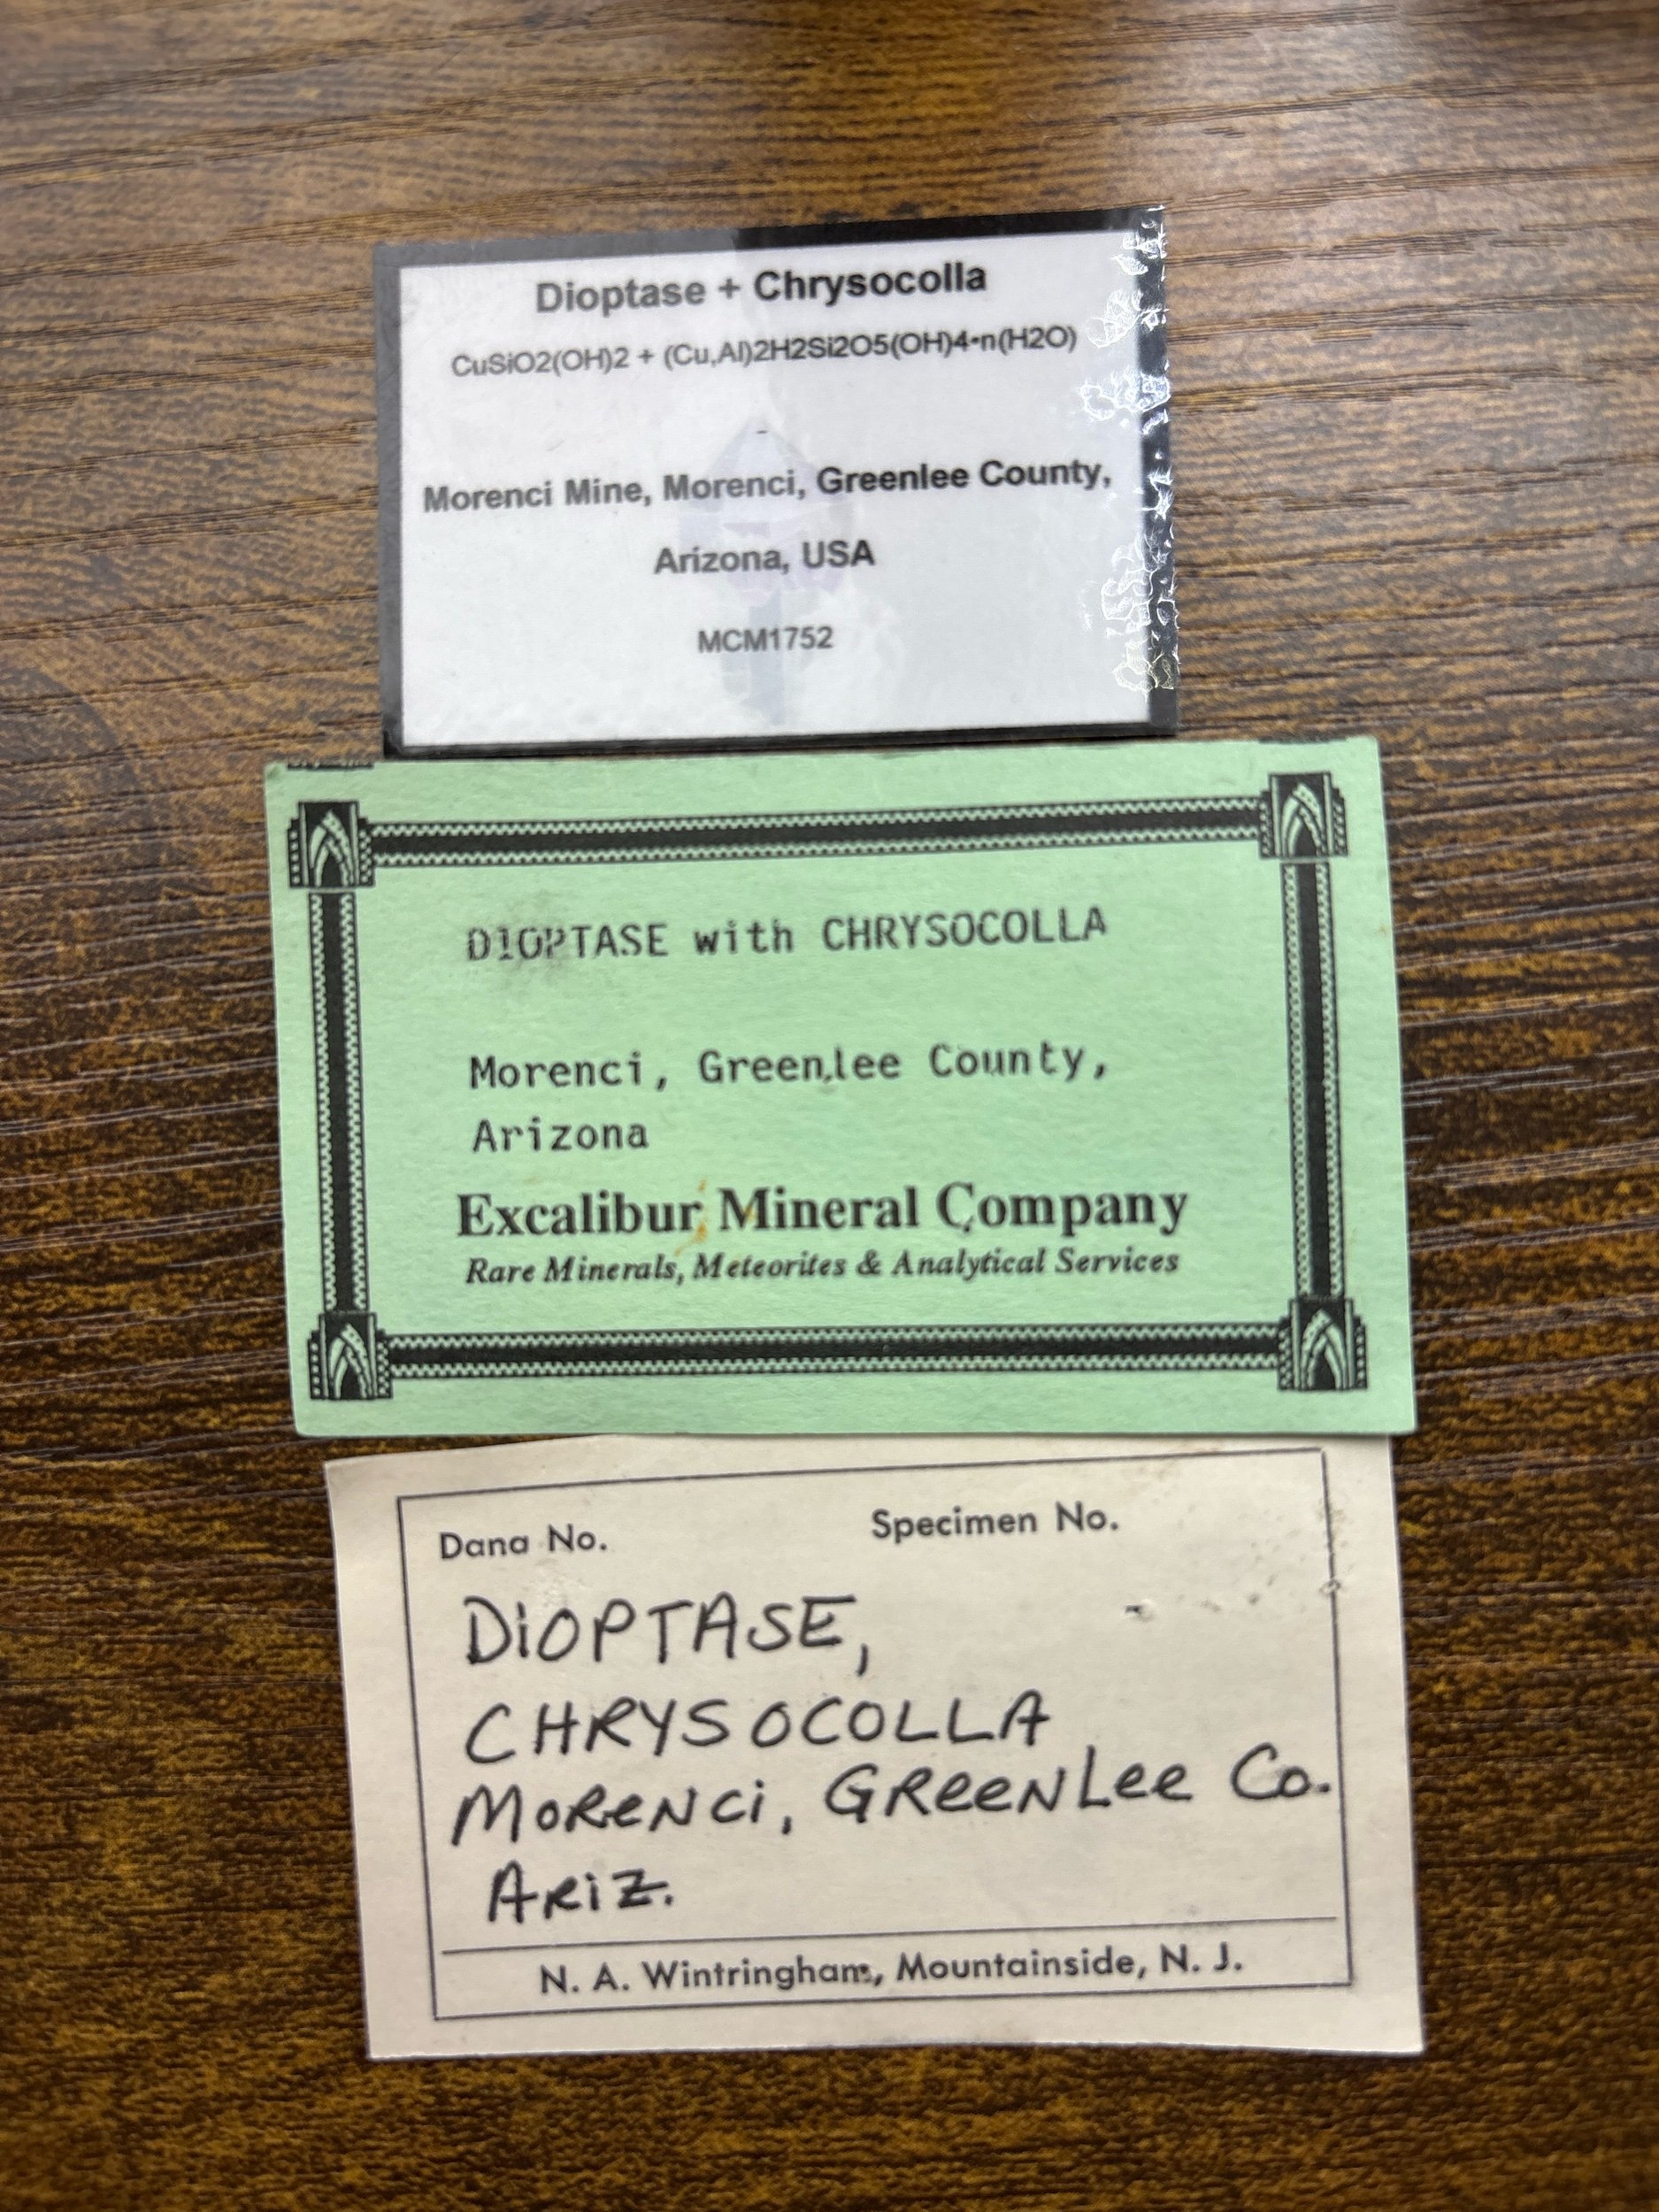 Dioptase + Chrysocolla
CuSiO2(OH)2 + (Cu,Al)2H2Si2O5(OH)4•n(H2O)
Morenci Mine, Morenci, Greenlee County,
Arizona, USA
MCM1752
DIOPTASE with CHRYSOCOLLA
Morenci, Greenlee County,
Arizona
Excalibur Mineral Company
Rare Minerals, Meteorites & Analytical Services
Dana No. Specimen No.
DIOPTASE,
CHRYSOCOLLA
MORENCi, GREENLee Co.
ARiZ.
N. A. Wintringham, Mountainside, N. J.